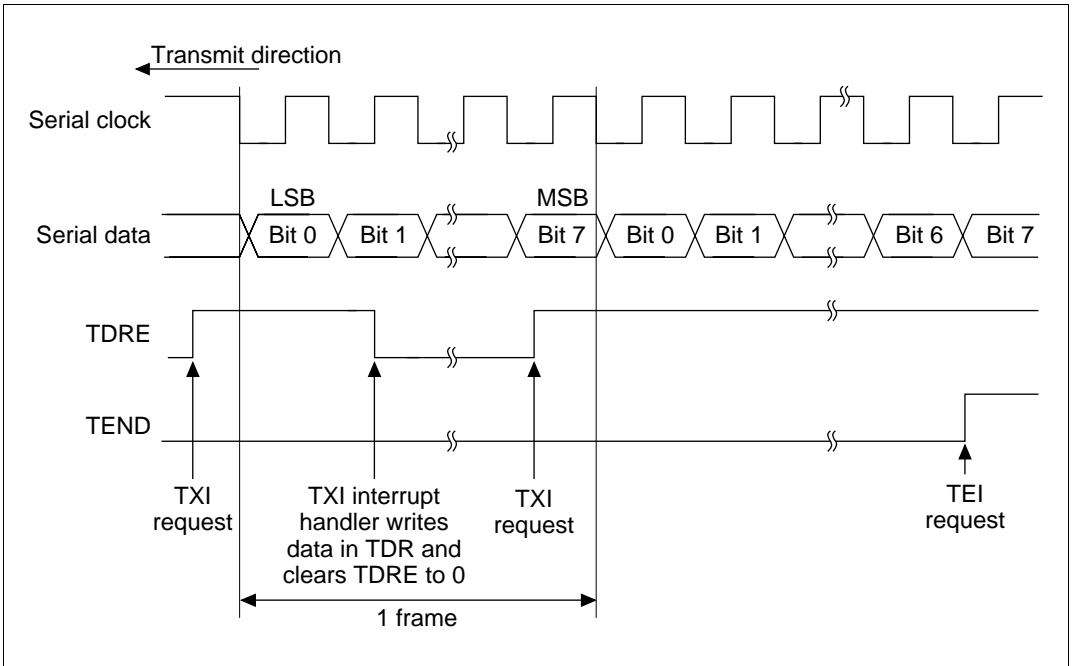 Transmit direction
Serial clock
LSB
MSB
Serial data
Bit 0
Bit 1
Bit 7
Bit 0
Bit 1
Bit 6
Bit 7
TDRE
TEND
TXI
request
TXI interrupt
handler writes
data in TDR and
clears TDRE to 0
TXI
request
TEI
request
1 frame